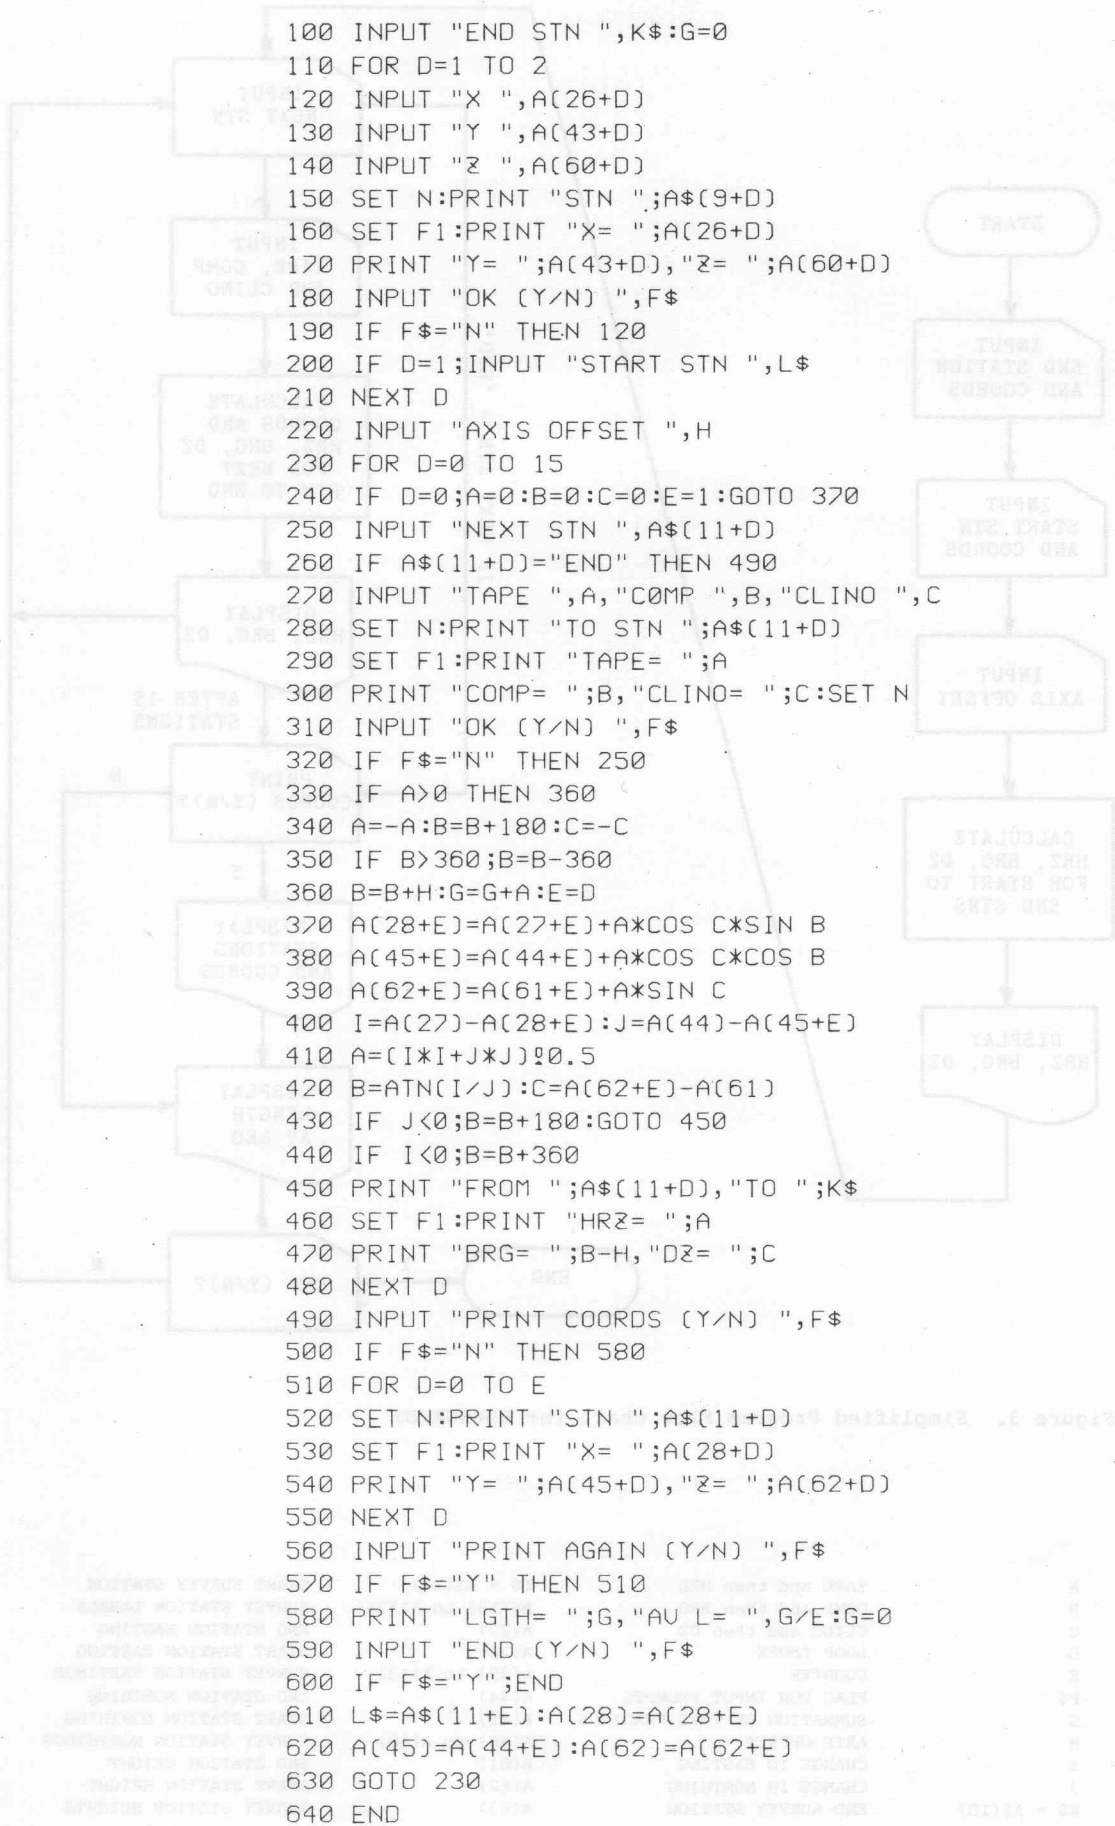 100 INPUT "END STN ",K$:G=0
110 FOR D=1 TO 2
120 INPUT "X ",A(26+D)
130 INPUT "Y ",A(43+D)
140 INPUT "Z ",A(60+D)
150 SET N:PRINT "STN ";A$(9+D)
160 SET F1:PRINT "X= ";A(26+D)
170 PRINT "Y= ";A(43+D),"Z= ";A(60+D)
180 INPUT "OK (Y/N) ",F$
190 IF F$="N" THEN 120
200 IF D=1;INPUT "START STN ",L$
210 NEXT D
220 INPUT "AXIS OFFSET ",H
230 FOR D=0 TO 15
240 IF D=0;A=0:B=0:C=0:E=1:GOTO 370
250 INPUT "NEXT STN ",A$(11+D)
260 IF A$(11+D)="END" THEN 490
270 INPUT "TAPE ",A,"COMP ",B,"CLINO ",C
280 SET N:PRINT "TO STN ";A$(11+D)
290 SET F1:PRINT "TAPE= ";A
300 PRINT "COMP= ";B,"CLINO= ";C:SET N
310 INPUT "OK (Y/N) ",F$
320 IF F$="N" THEN 250
330 IF A>0 THEN 360
340 A=-A:B=B+180:C=-C
350 IF B>360;B=B-360
360 B=B+H:G=G+A:E=D
370 A(28+E)=A(27+E)+A*COS C*SIN B
380 A(45+E)=A(44+E)+A*COS C*COS B
390 A(62+E)=A(61+E)+A*SIN C
400 I=A(27)-A(28+E):J=A(44)-A(45+E)
410 A=(I*I+J*J)!0.5
420 B=ATN(I/J):C=A(62+E)-A(61)
430 IF J<0;B=B+180:GOTO 450
440 IF I<0;B=B+360
450 PRINT "FROM ";A$(11+D),"TO ";K$
460 SET F1:PRINT "HRZ= ";A
470 PRINT "BRG= ";B-H,"DZ= ";C
480 NEXT D
490 INPUT "PRINT COORDS (Y/N) ",F$
500 IF F$="N" THEN 580
510 FOR D=0 TO E
520 SET N:PRINT "STN ";A$(11+D)
530 SET F1:PRINT "X= ";A(28+D)
540 PRINT "Y= ";A(45+D),"Z= ";A(62+D)
550 NEXT D
560 INPUT "PRINT AGAIN (Y/N) ",F$
570 IF F$="Y" THEN 510
580 PRINT "LGTH= ";G,"AV L= ",G/E:G=0
590 INPUT "END (Y/N) ",F$
600 IF F$="Y";END
610 L$=A$(11+E):A(28)=A(28+E)
620 A(45)=A(44+E):A(62)-A(62+E)
630 GOTO 230
640 END